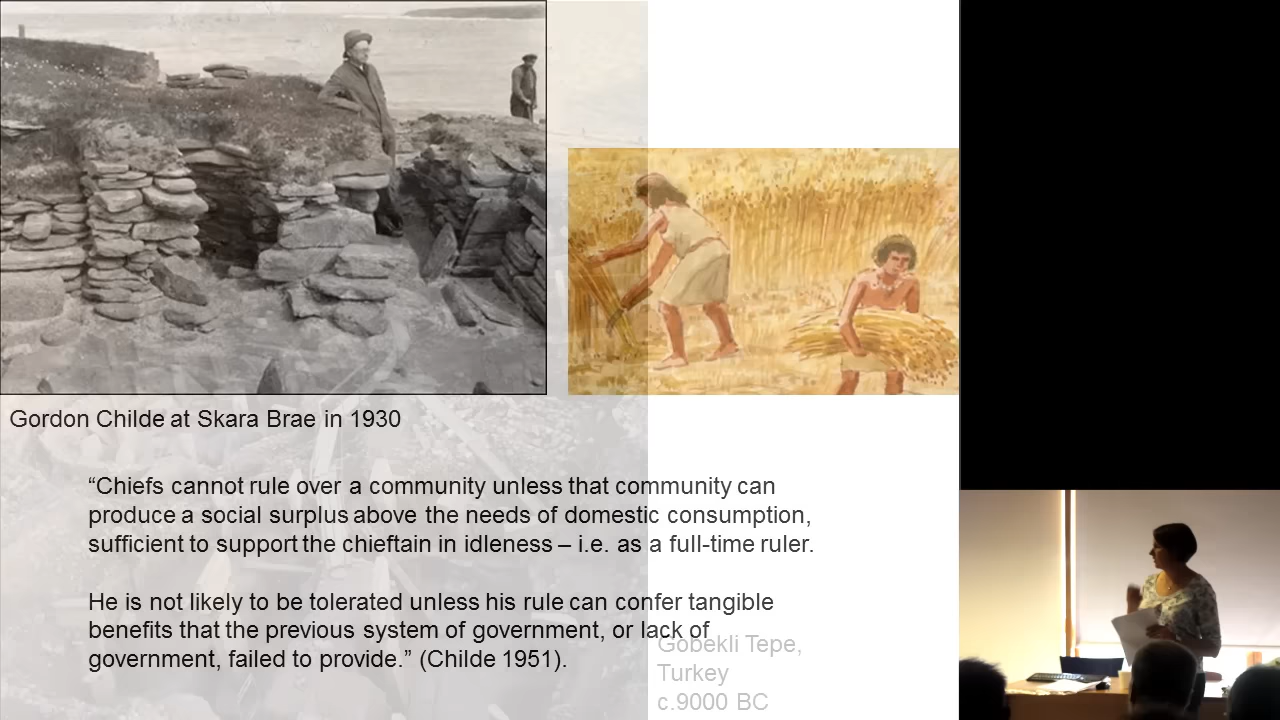 Gordon Childe at Skara Brae in 1930
“Chiefs cannot rule over a community unless that community can
produce a social surplus above the needs of domestic consumption,
sufficient to support the chieftain in idleness – i.e. as a full-time ruler.
He is not likely to be tolerated unless his rule can confer tangible
benefits that the previous system of government, or lack of
government, failed to provide.” (Childe 1951).
Gobekli Tepe,
Turkey
c.9000 BC